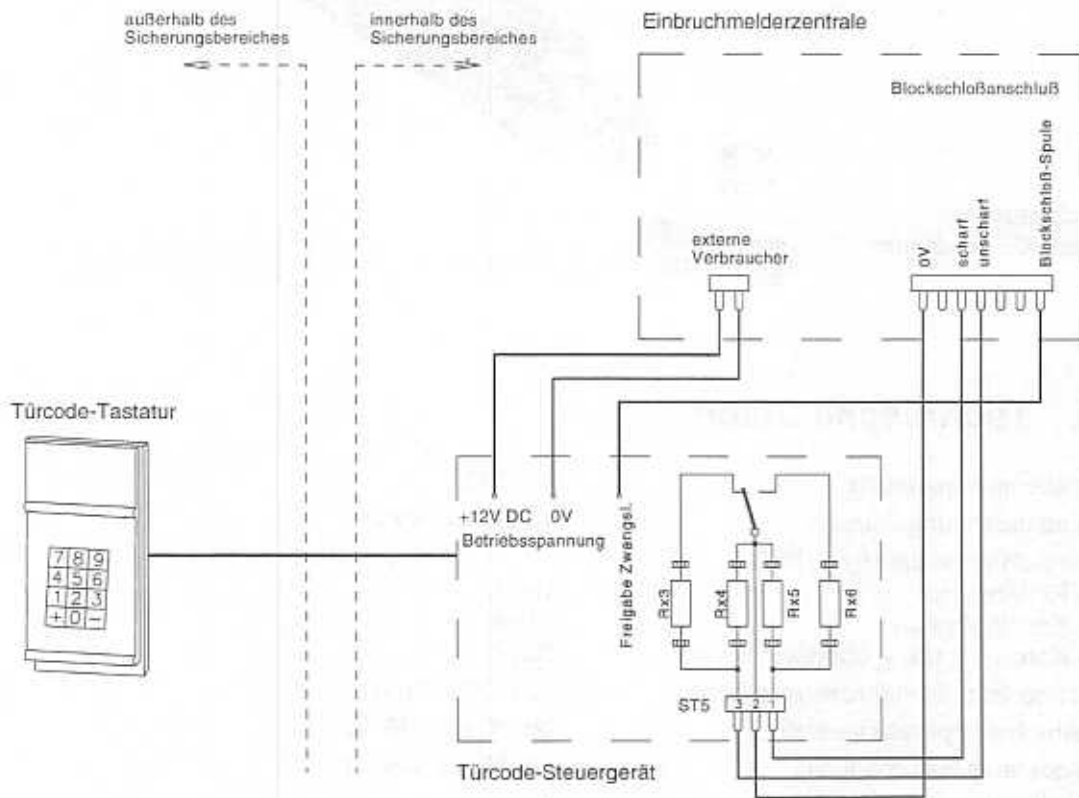 außerhalb des
Sicherungsbereiches
innerhalb des
Sicherungsbereiches
Einbruchmelderzentrale
Blockschloßanschluß
externe
Verbraucher
0V
scharf
unscharf
Blockschloß-Spule
Türcode-Tastatur
7 8 9
4 5 6
1 2 3
+ 0 -
+12V DC 0V
Betriebsspannung
Freigabe Zwangsl.
Rx3
Rx4
Rx5
Rx6
ST5
3 2 1
Türcode-Steuergerät